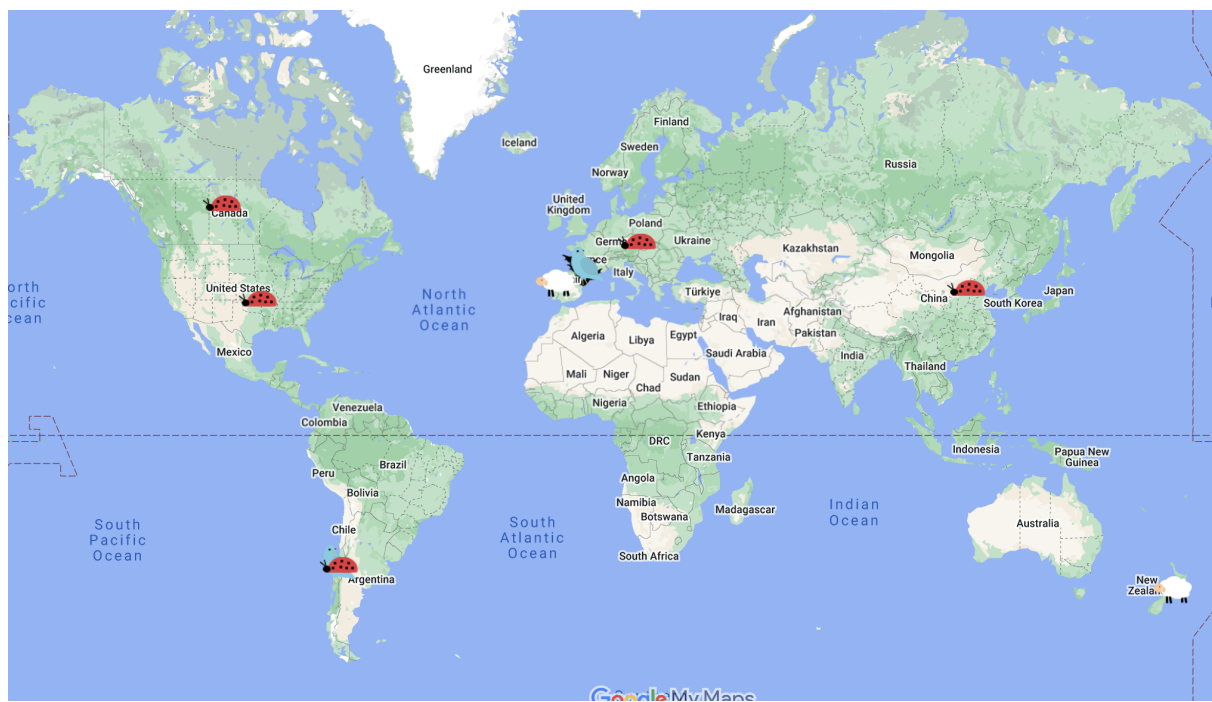 Greenland
Iceland
Finland
Sweden
Norway
Russia
United
Kingdom
Canada
Poland
Germ
Ukraine
nce
Italy
Kazakhstan
Mongolia
orth
cific
cean
United States
North
Atlantic
Ocean
Türkiye
China
Japan
South Korea
Iraq
Iran
Afghanistan
Pakistan
Algeria
Libya
Egypt
Saudi Arabia
Mexico
India
Thailand
Mali
Niger
Chad
Sudan
Nigeria
Ethiopia
Venezuela
Colombia
DRC
Kenya
Tanzania
Indonesia
Papua New
Guinea
Peru
Brazil
Bolivia
Angola
Namibia
Botswana
Madagascar
Indian
Ocean
South
Pacific
Ocean
Chile
South
Atlantic
Ocean
Australia
South Africa
Argentina
New
Zealan
Google My Maps